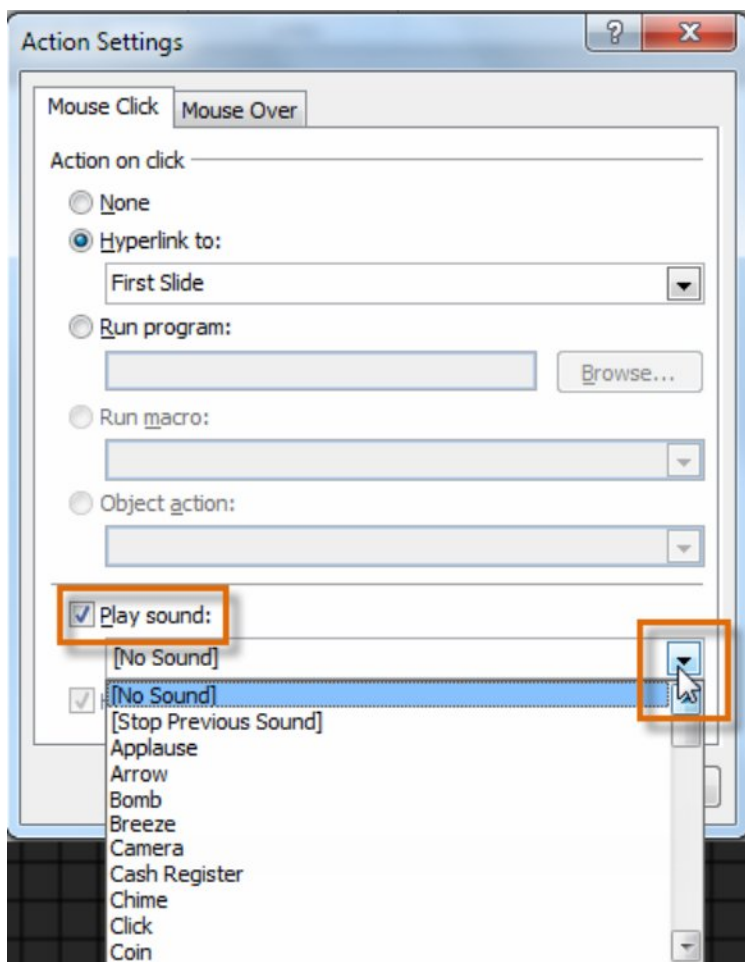 Action Settings
Mouse Click Mouse Over
Action on click
None
Hyperlink to:
First Slide
Run program:
Browse...
Run macro:
Object action:
Play sound:
[No Sound]
[No Sound]
[Stop Previous Sound]
Applause
Arrow
Bomb
Breeze
Camera
Cash Register
Chime
Click
Coin